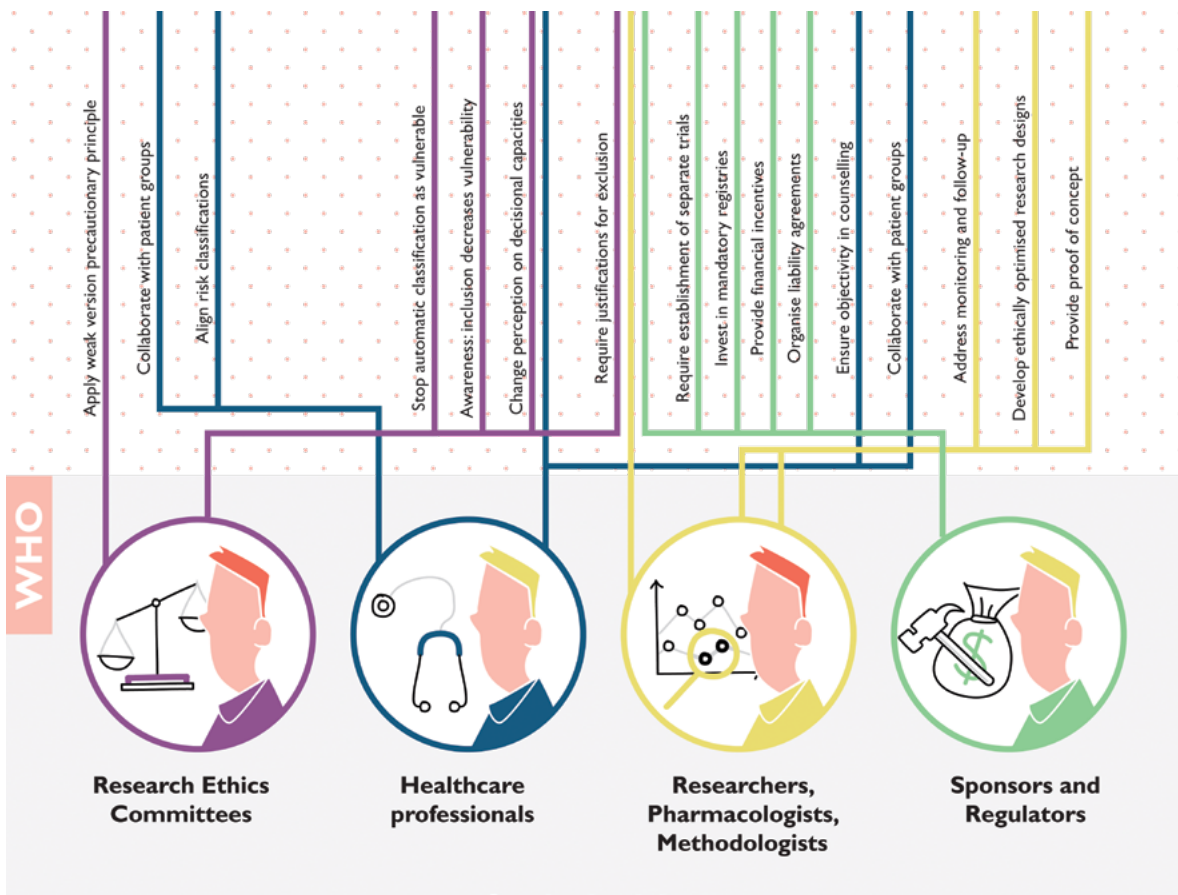 Apply weak version precautionary principle
Collaborate with patient groups
Align risk classifications
Stop automatic classification as vulnerable
Awareness: inclusion decreases vulnerability
Change perception on decisional capacities
Require justifications for exclusion
Require establishment of separate trials
Invest in mandatory registries
Provide financial incentives
Organise liability agreements
Ensure objectivity in counselling
Collaborate with patient groups
Address monitoring and follow-up
Develop ethically optimised research designs
Provide proof of concept
WHO
$
Research Ethics
Committees
Healthcare
professionals
Researchers,
Pharmacologists,
Methodologists
Sponsors and
Regulators